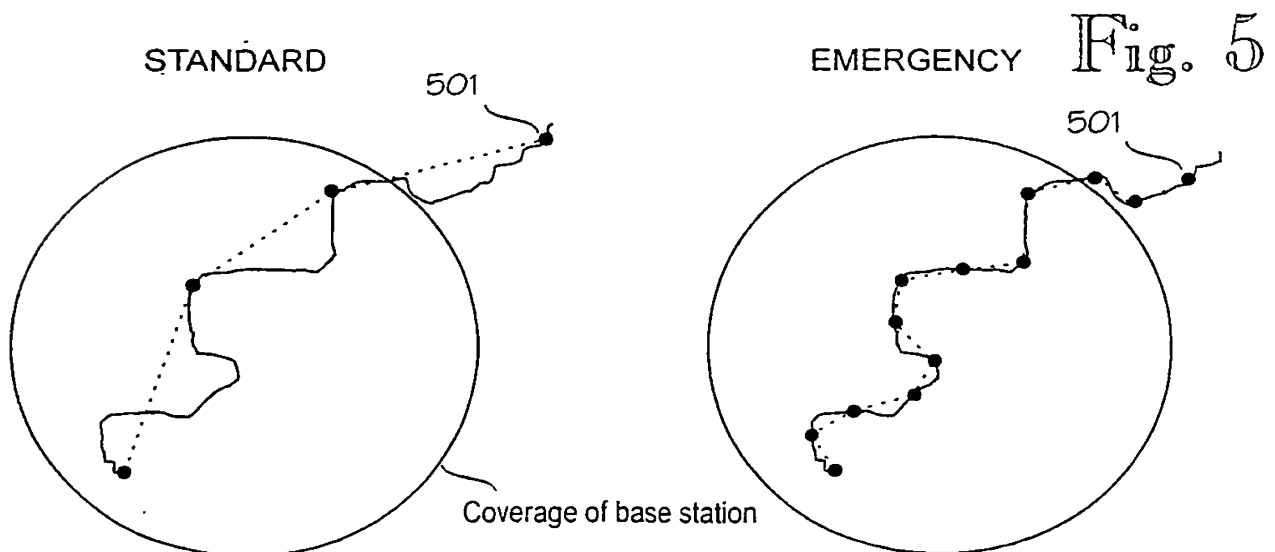 STANDARD
EMERGENCY
Fig. 5
501
501
Coverage of base station